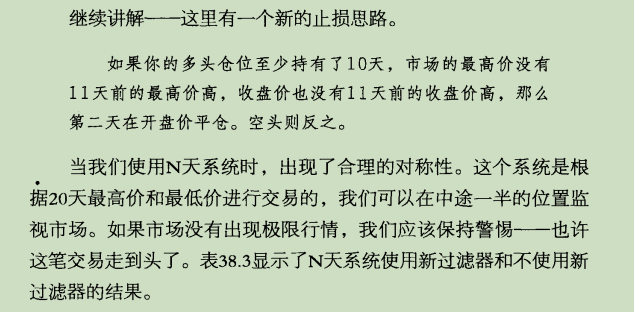 继续讲解——这里有一个新的止损思路。
如果你的多头仓位至少持有了10天，市场的最高价没有
11天前的最高价高，收盘价也没有11天前的收盘价高，那么
第二天在开盘价平仓。空头则反之。
当我们使用N天系统时，出现了合理的对称性。这个系统是根
据20天最高价和最低价进行交易的，我们可以在中途一半的位置监
视市场。如果市场没有出现极限行情，我们应该保持警惕——也许
这笔交易走到头了。表38.3显示了N天系统使用新过滤器和不使用新
过滤器的结果。